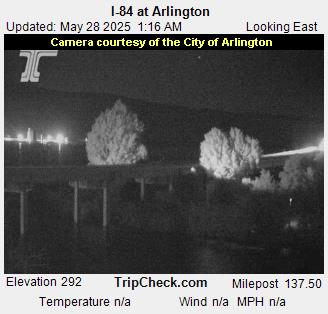 I-84 at Arlington
Updated: May 28 2025 1:16 AM Looking East
Camera courtesy of the City of Arlington
Elevation 292 TripCheck.com Milepost 137.50
Temperature n/a Wind n/a MPH n/a